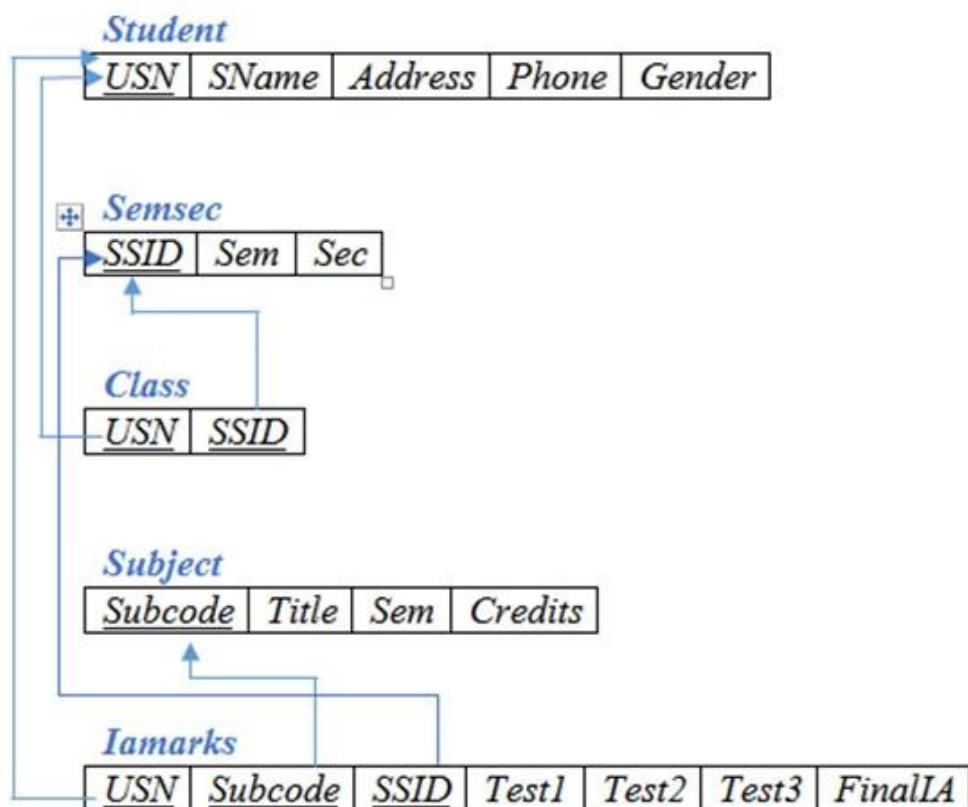 Student
USN SName Address Phone Gender
Semsec
SSID Sem Sec
Class
USN SSID
Subject
Subcode Title Sem Credits
Iamarks
USN Subcode SSID Test1 Test2 Test3 FinalIA